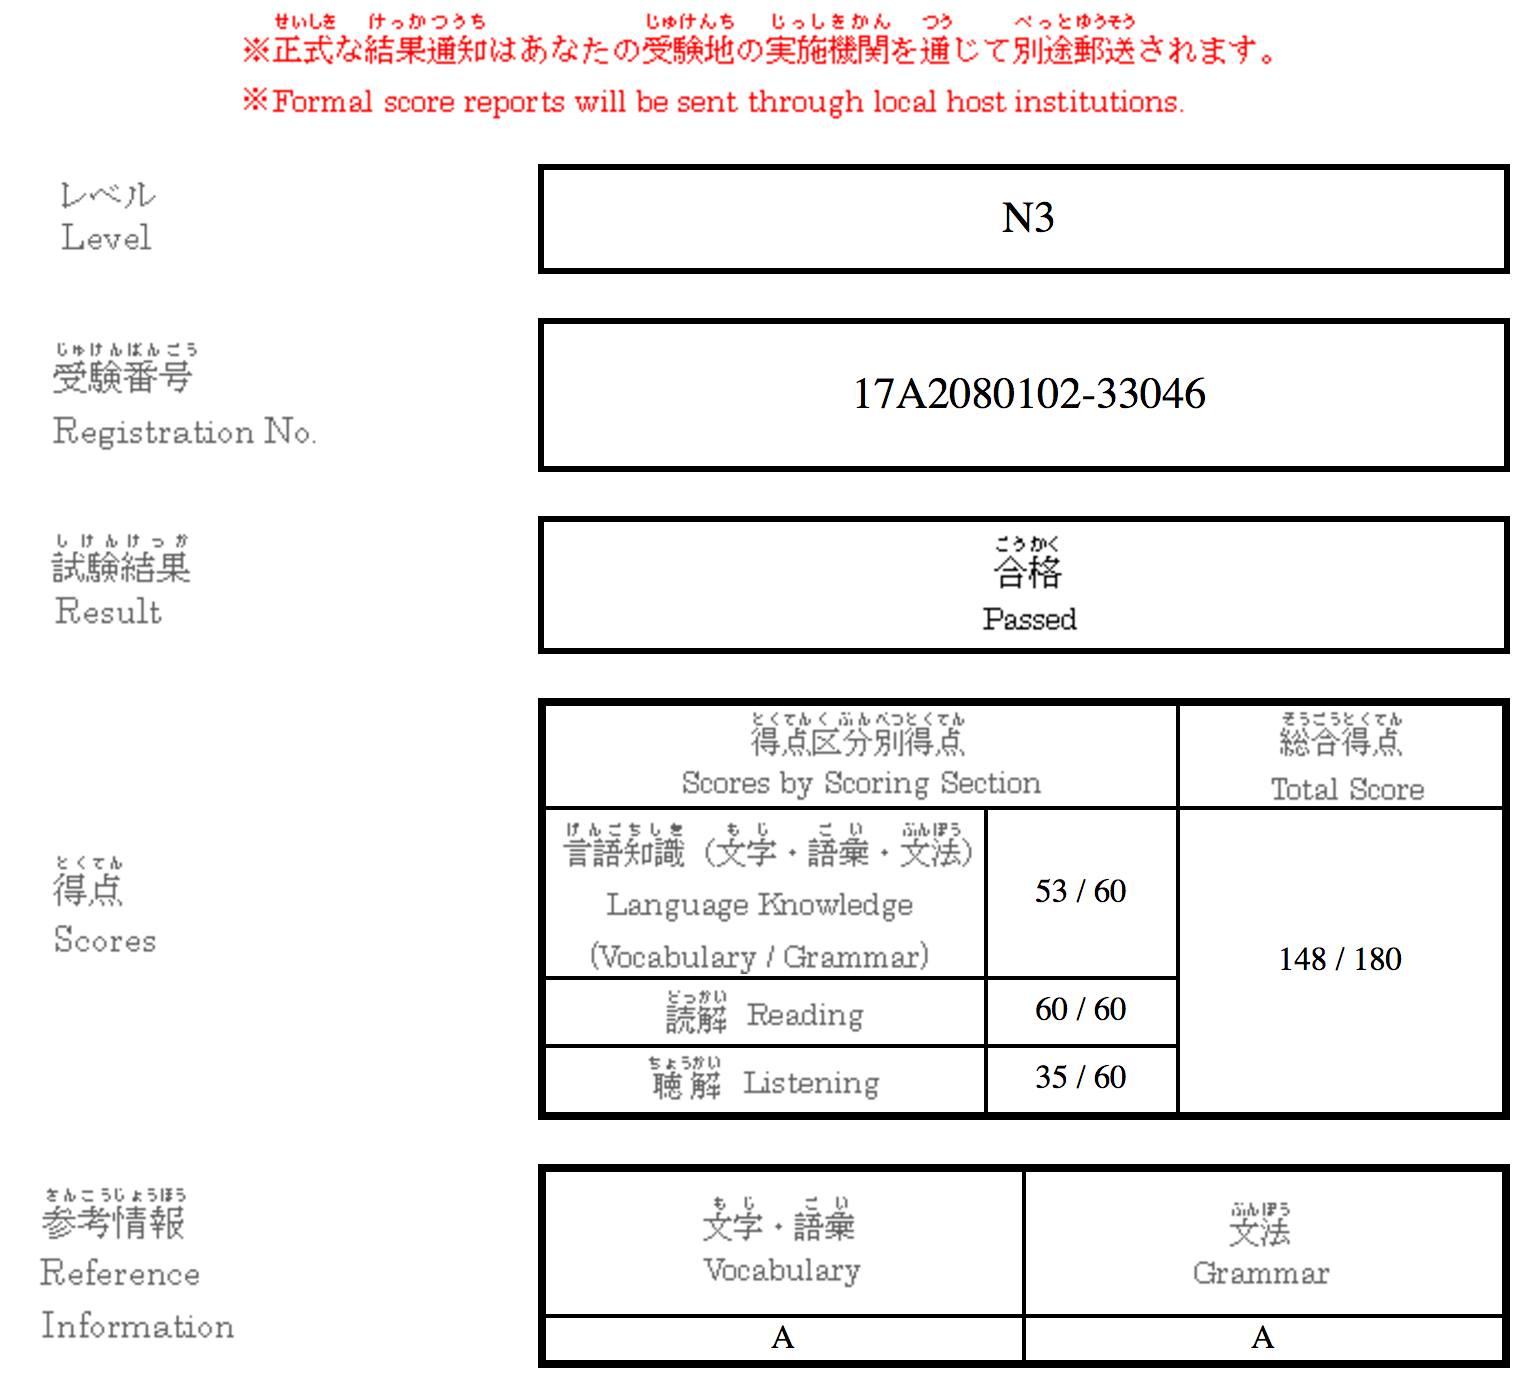 せいしき けっかつうち じゅけんち じっしきかん つう べっとゆうそう
※正式な結果通知はあなたの受験地の実施機関を通じて別途郵送されます。
※Formal score reports will be sent through local host institutions.
レベル
Level
N3
じゅけんばんごう
受験番号
Registration No.
17A2080102-33046
しけんけっか
試験結果
Result
ごうかく
合格
Passed
とくてん
得点
Scores
とくてんくぶんべつとくてん
得点区分別得点
Scores by Scoring Section
そうごうとくてん
総合得点
Total Score
げんごちしき もじ ごい ぶんぽう
言語知識（文字・語彙・文法）
Language Knowledge
(Vocabulary / Grammar)
53 / 60
どっかい
読解 Reading
60 / 60
ちょうかい
聴解 Listening
35 / 60
148 / 180
さんこうじょうほう
参考情報
Reference
Information
もじ ごい
文字・語彙
Vocabulary
ぶんぽう
文法
Grammar
A
A